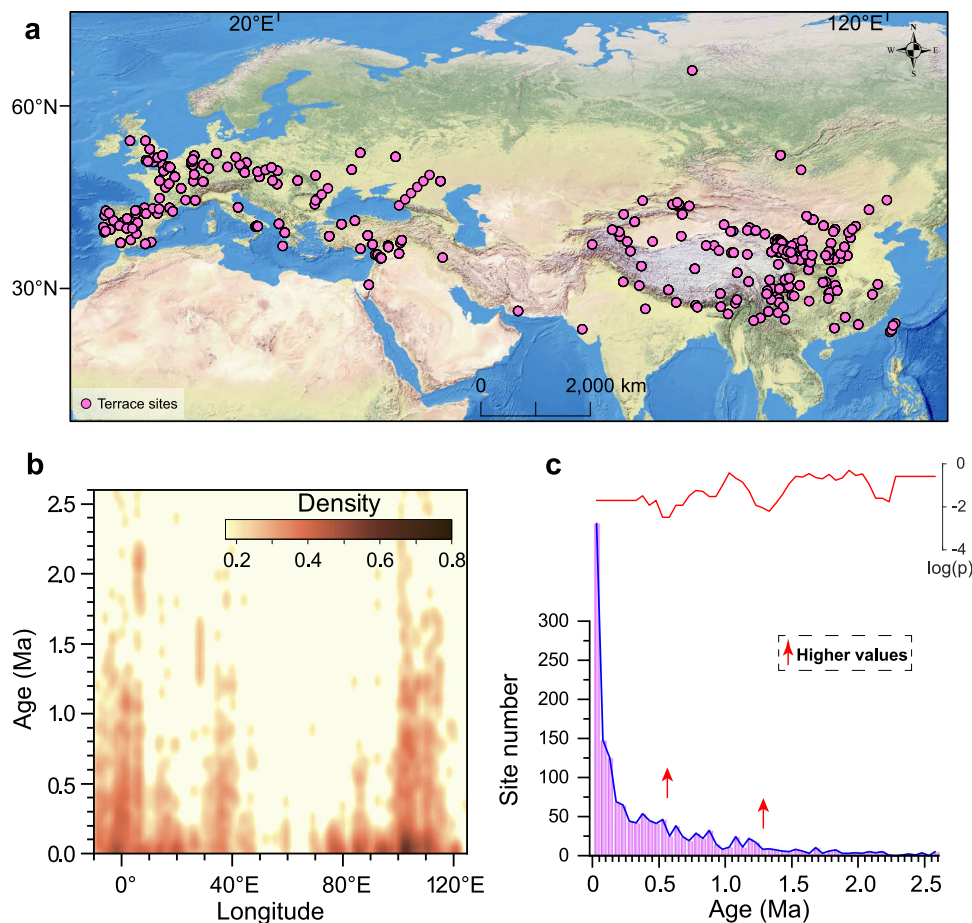 a
20°E
120°E
N
W
E
S
60°N
30°N
Terrace sites
0
2,000 km
b
Density
0.2
0.4
0.6
0.8
2.5
2.0
1.5
1.0
0.5
0.0
Age (Ma)
0°
40°E
80°E
120°E
Longitude
c
0
-2
-4
log(p)
300
250
200
150
100
50
0
Site number
Higher values
0
0.5
1.0
1.5
2.0
2.5
Age (Ma)